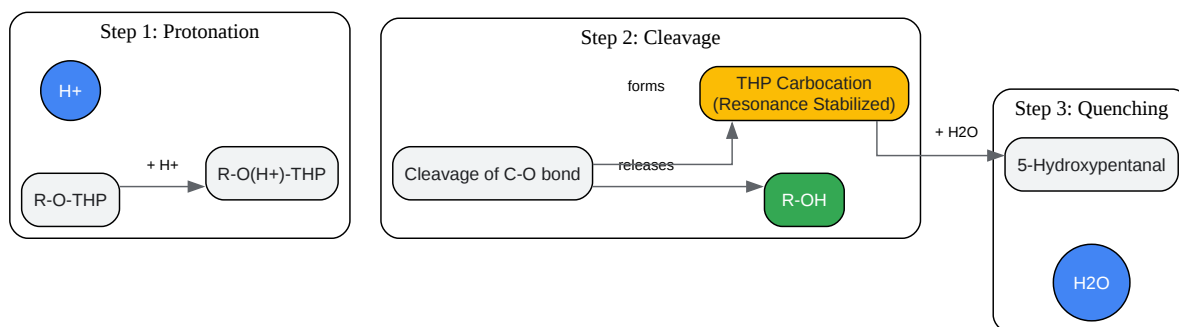 Step 1: Protonation
H+
+ H+
R-O-THP
R-O(H+)-THP
Step 2: Cleavage
forms
THP Carbocation
(Resonance Stabilized)
Cleavage of C-O bond
releases
R-OH
+ H2O
Step 3: Quenching
5-Hydroxypentanal
H2O